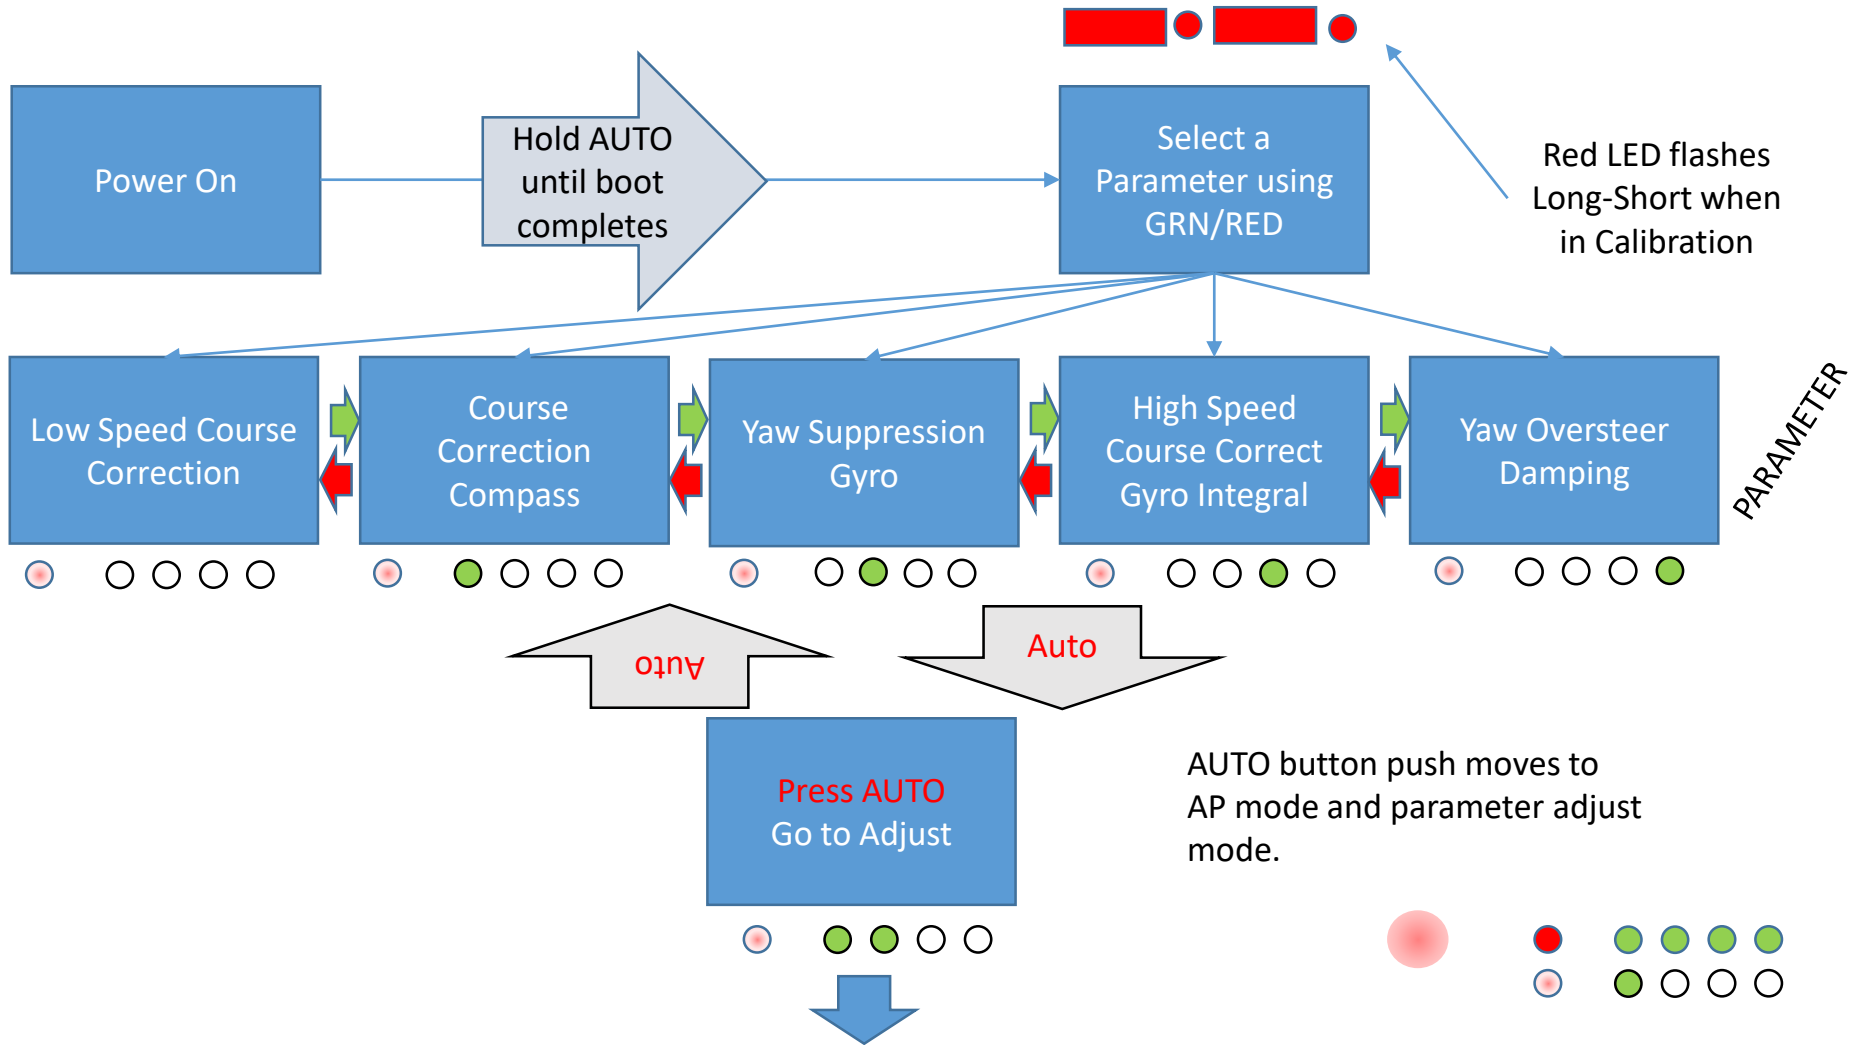 Power On
Hold AUTO
until boot
completes
Select a
Parameter using
GRN/RED
Red LED flashes
Long-Short when
in Calibration
Low Speed Course
Correction
Course
Correction
Compass
Yaw Suppression
Gyro
High Speed
Course Correct
Gyro Integral
Yaw Oversteer
Damping
PARAMETER
Auto
Auto
Press AUTO
Go to Adjust
AUTO button push moves to
AP mode and parameter adjust
mode.